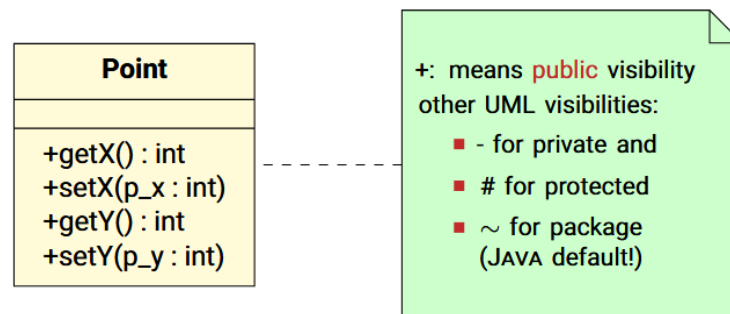 Point
+getX() : int
+setX(p_x : int)
+getY() : int
+setY(p_y : int)
+: means public visibility
other UML visibilities:
- for private and
# for protected
~ for package
(JAVA default!)